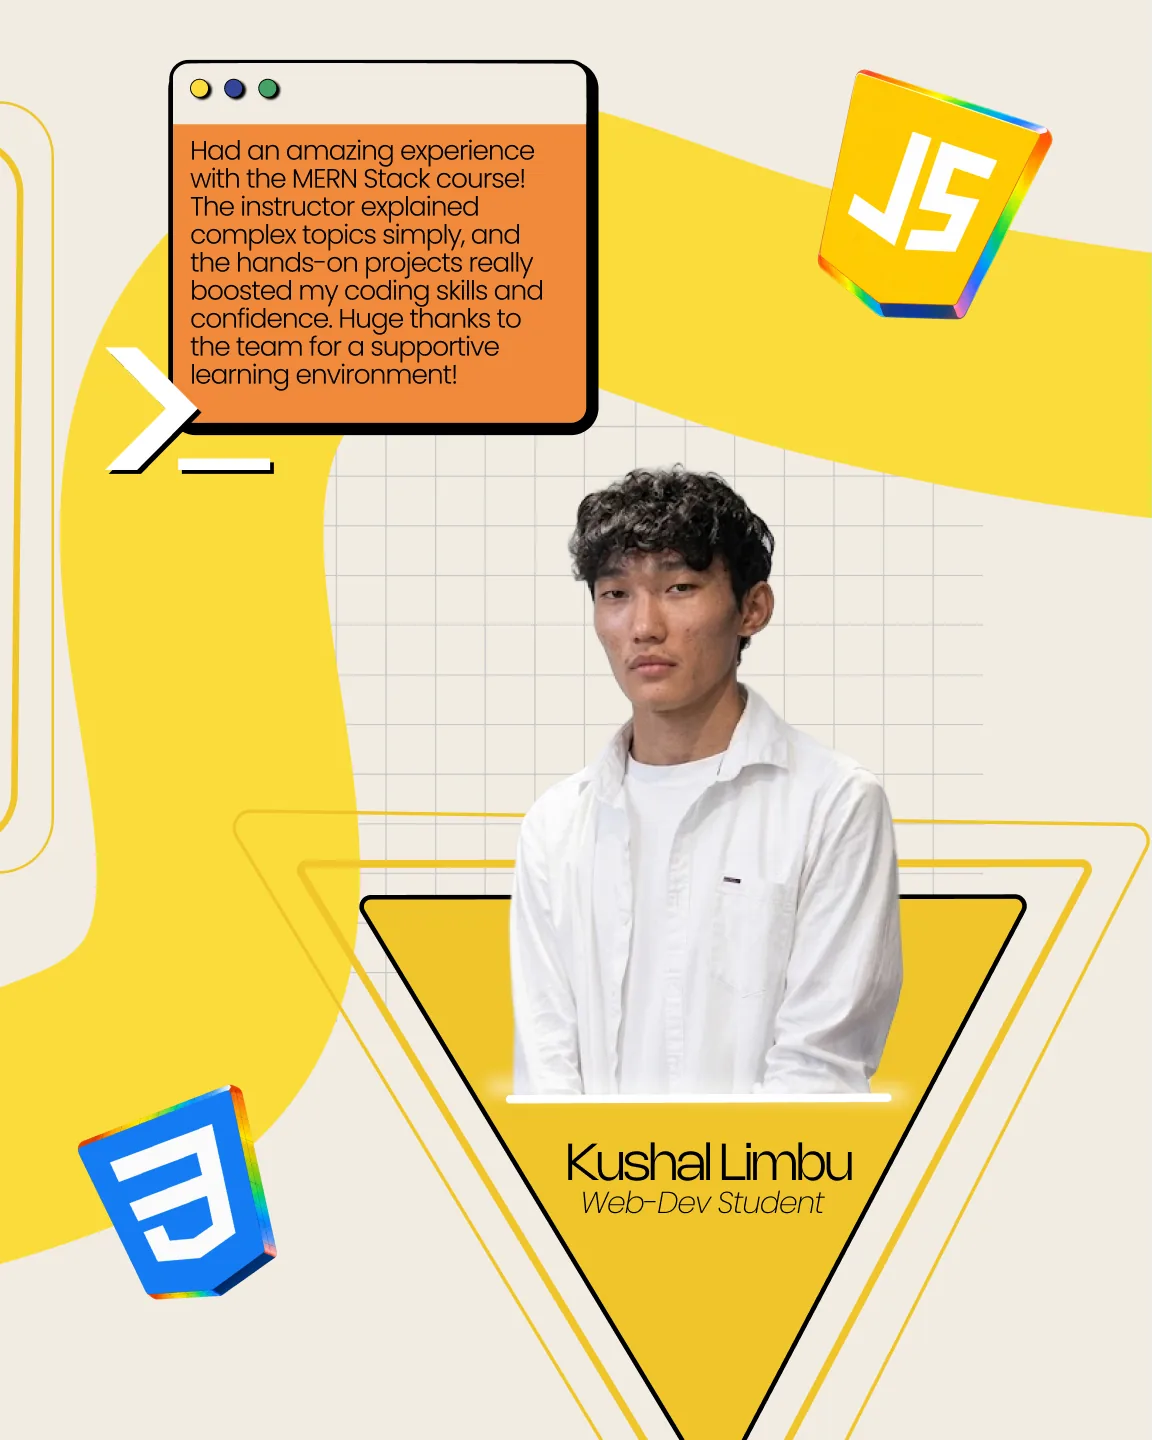 Had an amazing experience
with the MERN Stack course!
The instructor explained
complex topics simply, and
the hands-on projects really
boosted my coding skills and
confidence. Huge thanks to
the team for a supportive
learning environment!
JS
Kushal Limbu
Web-Dev Student